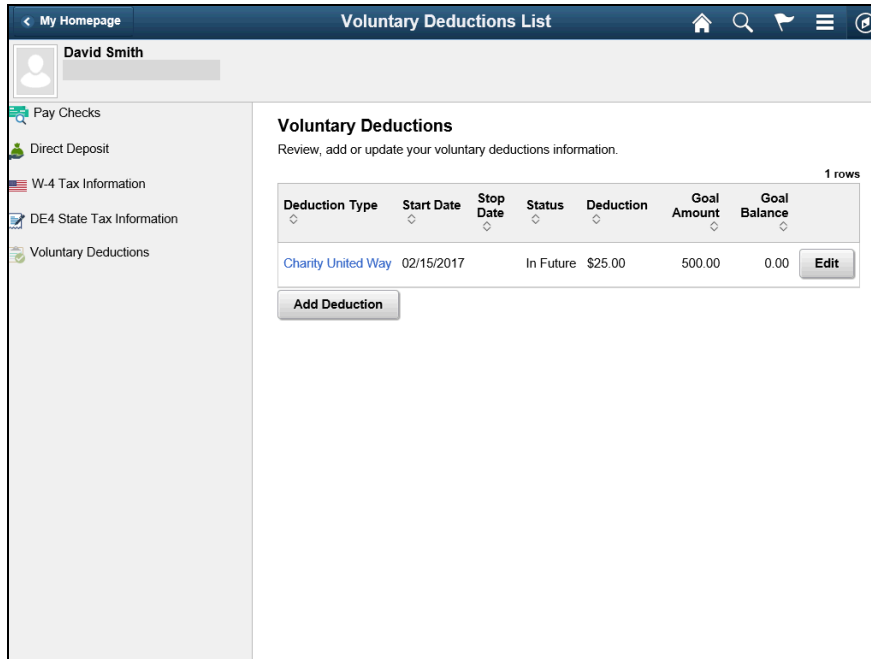 My Homepage
Voluntary Deductions List
David Smith
Pay Checks
Direct Deposit
W-4 Tax Information
DE4 State Tax Information
Voluntary Deductions
Voluntary Deductions
Review, add or update your voluntary deductions information.
1 rows
Deduction Type Start Date Stop Date Status Deduction Goal Amount Goal Balance
Charity United Way 02/15/2017 In Future $25.00 500.00 0.00 Edit
Add Deduction